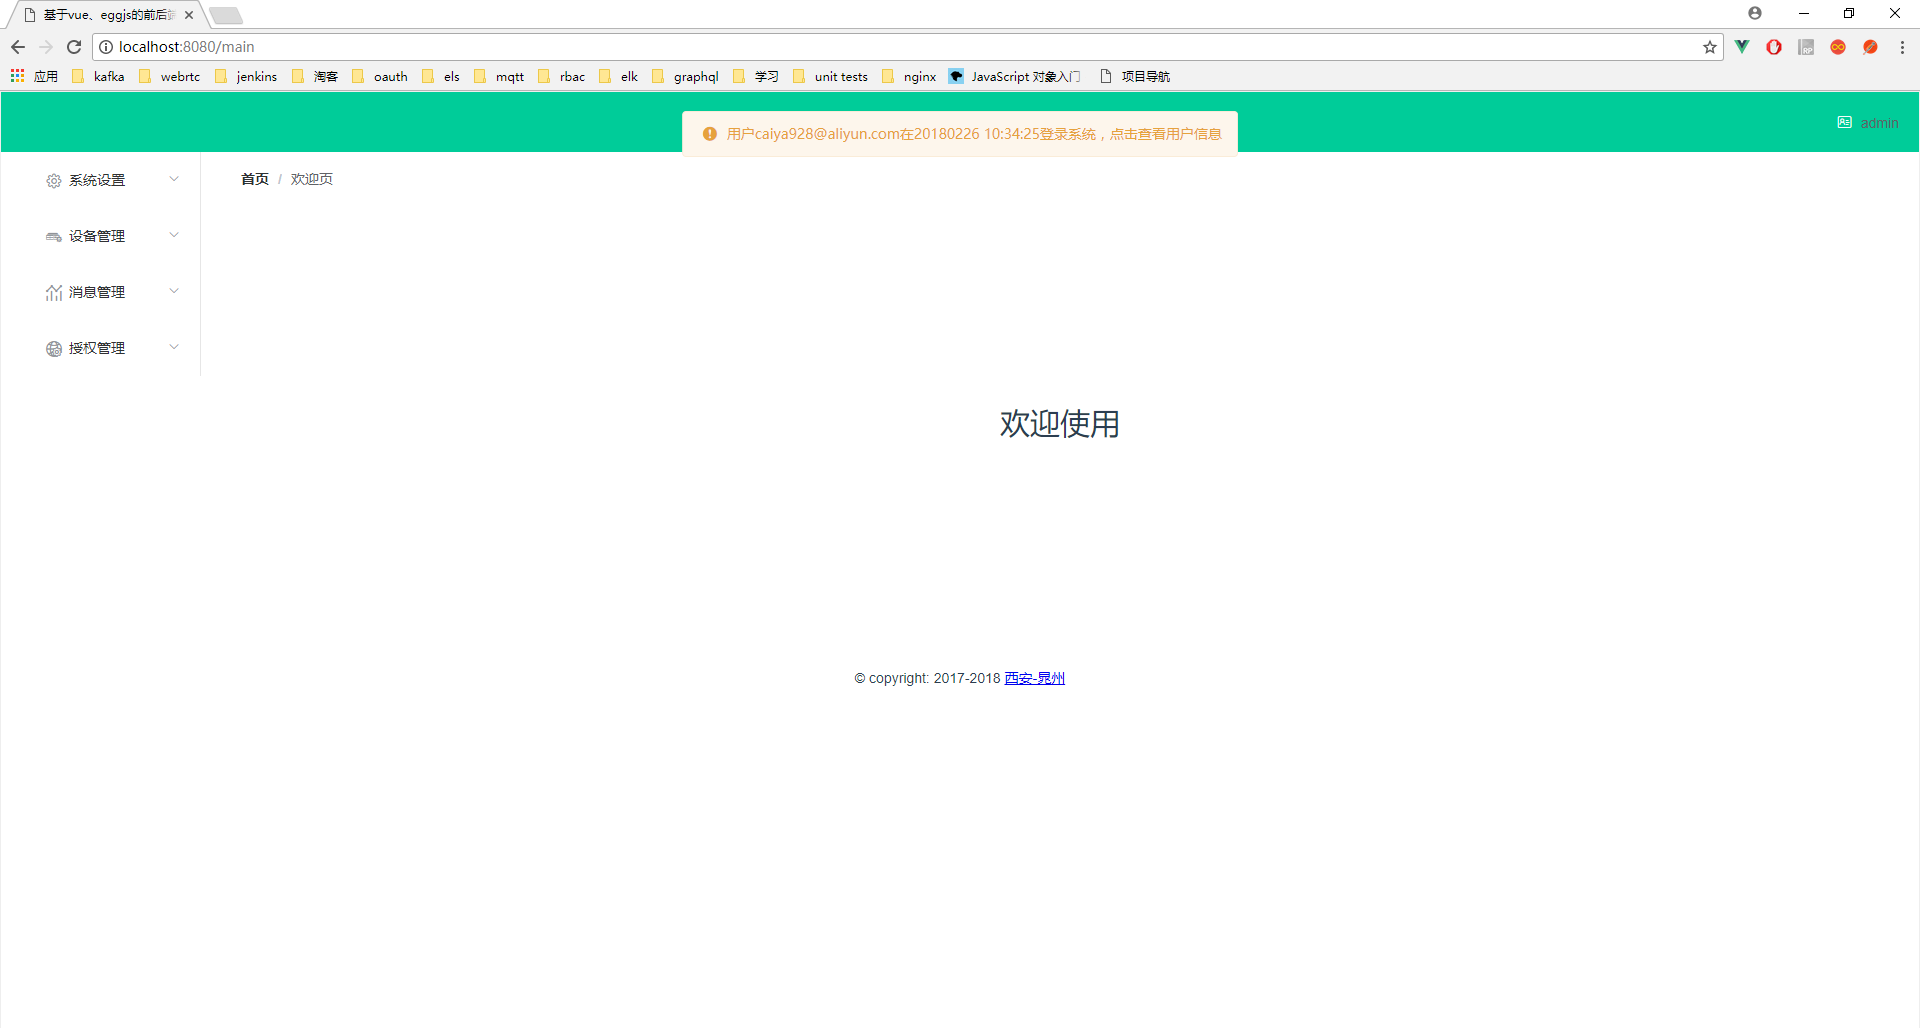 基于vue、eggjs的前后
localhost:8080/main
应用 kafka webrtc jenkins 淘客 oauth els mqtt rbac elk graphql 学习 unit tests nginx JavaScript 对象入门 项目导航
用户caiya928@aliyun.com在20180226 10:34:25登录系统，点击查看用户信息
admin
系统设置
首页 / 欢迎页
设备管理
消息管理
授权管理
欢迎使用
© copyright: 2017-2018 西安-晁州